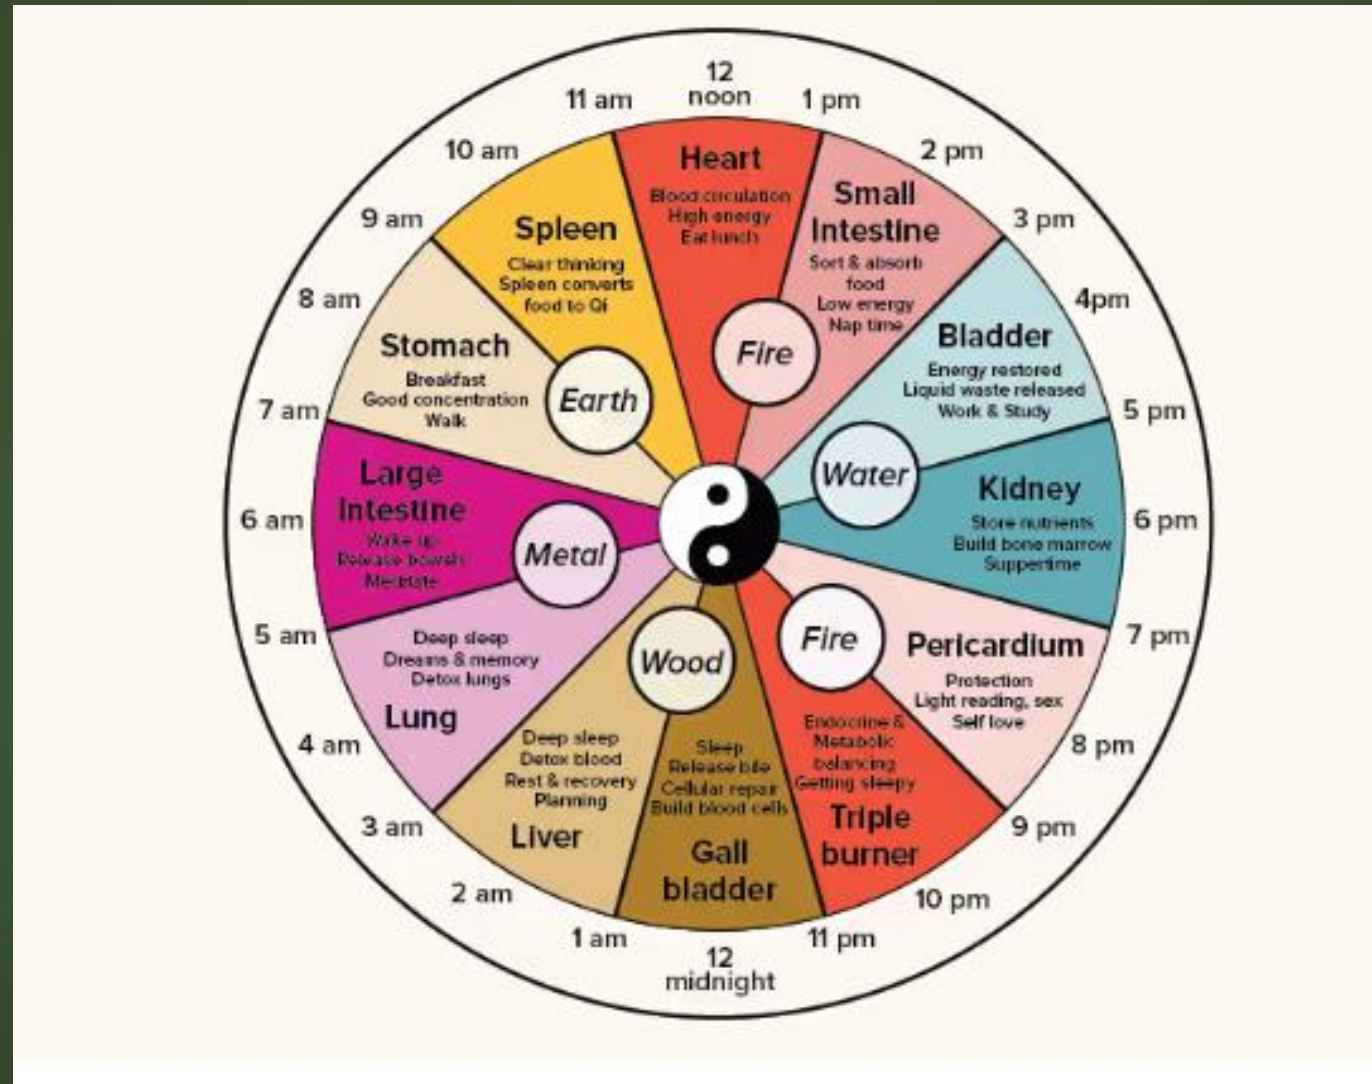 12
noon
1 pm
2 pm
3 pm
4pm
5 pm
6 pm
7 pm
8 pm
9 pm
10 pm
11 pm
12
midnight
1 am
2 am
3 am
4 am
5 am
6 am
7 am
8 am
9 am
10 am
11 am
Heart
Blood circulation
High energy
Eat lunch
Small
Intestine
Sort & absorb
food
Low energy
Nap time
Fire
Bladder
Energy restored
Liquid waste released
Work & Study
Water
Kidney
Store nutrients
Build bone marrow
Suppertime
Pericardium
Protection
Light reading, sex
Self love
Fire
Endocrine &
Metabolic
balancing
Getting sleepy
Triple
burner
Sleep
Release bile
Cellular repair
Build blood cells
Gall
bladder
Wood
Deep sleep
Detox blood
Rest & recovery
Planning
Liver
Deep sleep
Dreams & memory
Detox lungs
Lung
Metal
Large
Intestine
Wake up
Release bowels
Meditate
Stomach
Breakfast
Good concentration
Walk
Earth
Spleen
Clear thinking
Spleen converts
food to Qi